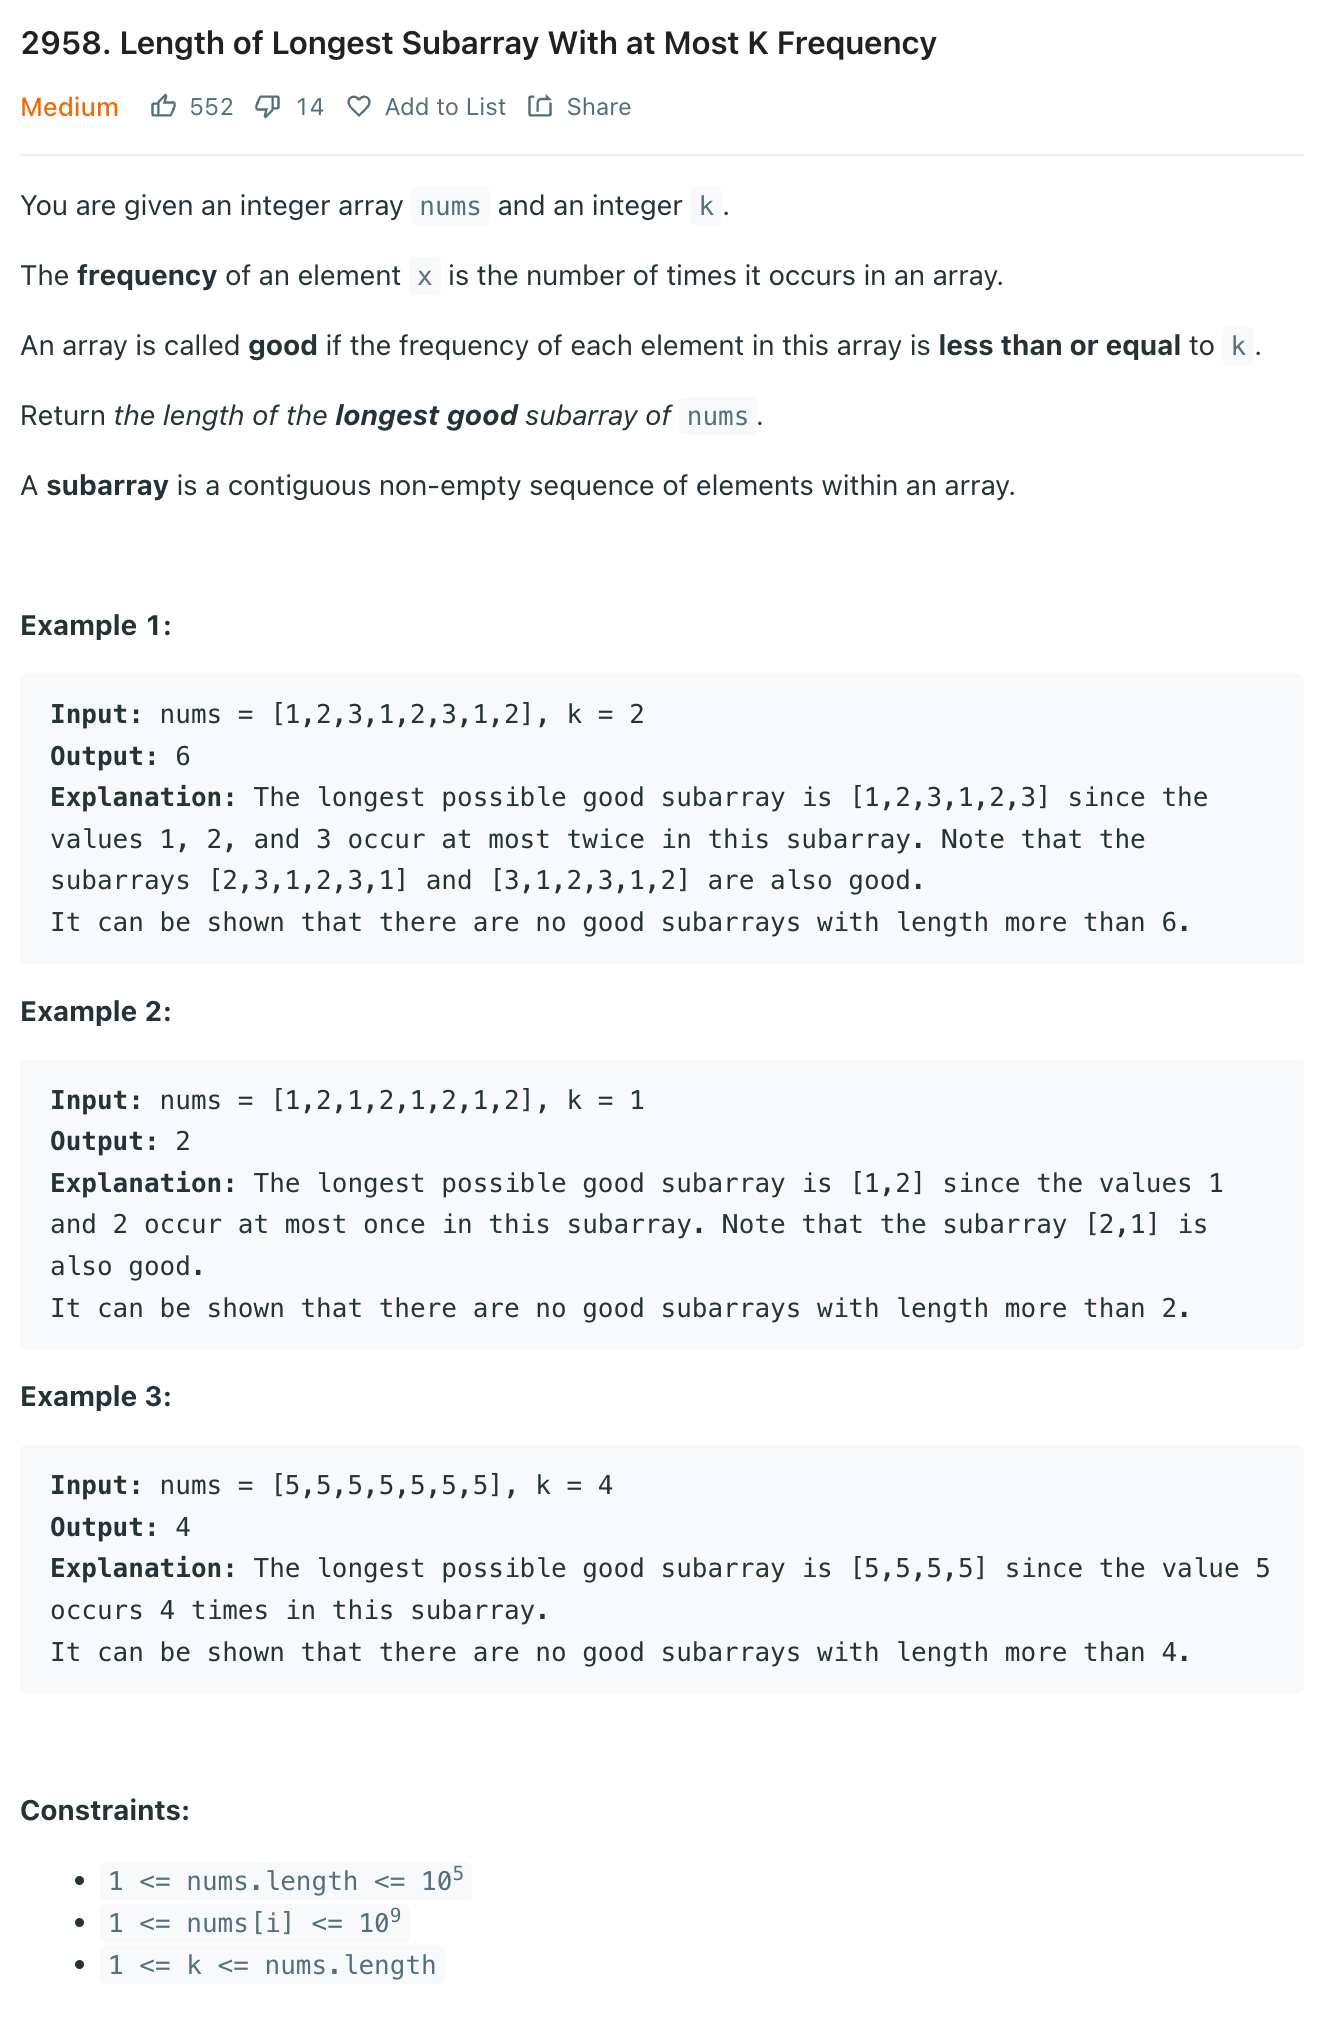 2958. Length of Longest Subarray With at Most K Frequency
Medium 552 14 Add to List Share
You are given an integer array nums and an integer k.
The frequency of an element x is the number of times it occurs in an array.
An array is called good if the frequency of each element in this array is less than or equal to k.
Return the length of the longest good subarray of nums.
A subarray is a contiguous non-empty sequence of elements within an array.
Example 1:
Input: nums = [1,2,3,1,2,3,1,2], k = 2
Output: 6
Explanation: The longest possible good subarray is [1,2,3,1,2,3] since the
values 1, 2, and 3 occur at most twice in this subarray. Note that the
subarrays [2,3,1,2,3,1] and [3,1,2,3,1,2] are also good.
It can be shown that there are no good subarrays with length more than 6.
Example 2:
Input: nums = [1,2,1,2,1,2,1,2], k = 1
Output: 2
Explanation: The longest possible good subarray is [1,2] since the values 1
and 2 occur at most once in this subarray. Note that the subarray [2,1] is
also good.
It can be shown that there are no good subarrays with length more than 2.
Example 3:
Input: nums = [5,5,5,5,5,5,5], k = 4
Output: 4
Explanation: The longest possible good subarray is [5,5,5,5] since the value 5
occurs 4 times in this subarray.
It can be shown that there are no good subarrays with length more than 4.
Constraints:
• 1 <= nums.length <= 10⁵
• 1 <= nums[i] <= 10⁹
• 1 <= k <= nums.length